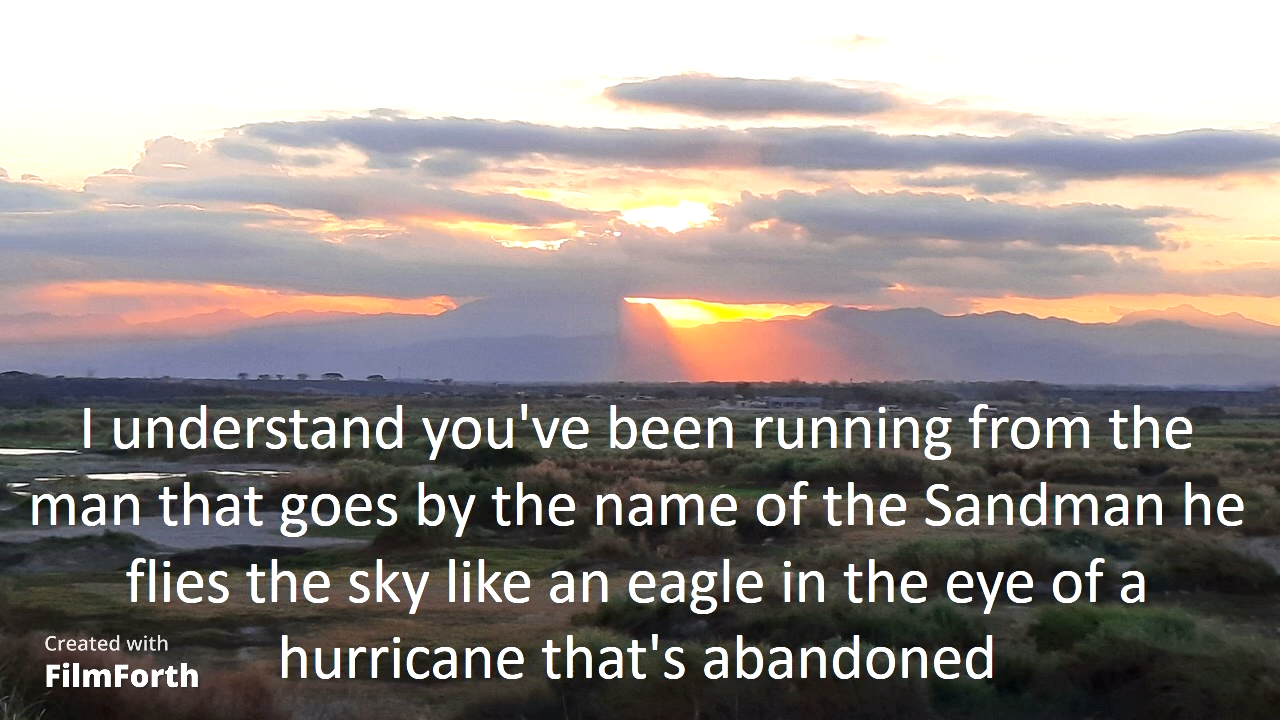 I understand you've been running from the
man that goes by the name of the Sandman he
flies the sky like an eagle in the eye of a
hurricane that's abandoned
Created with
FilmForth